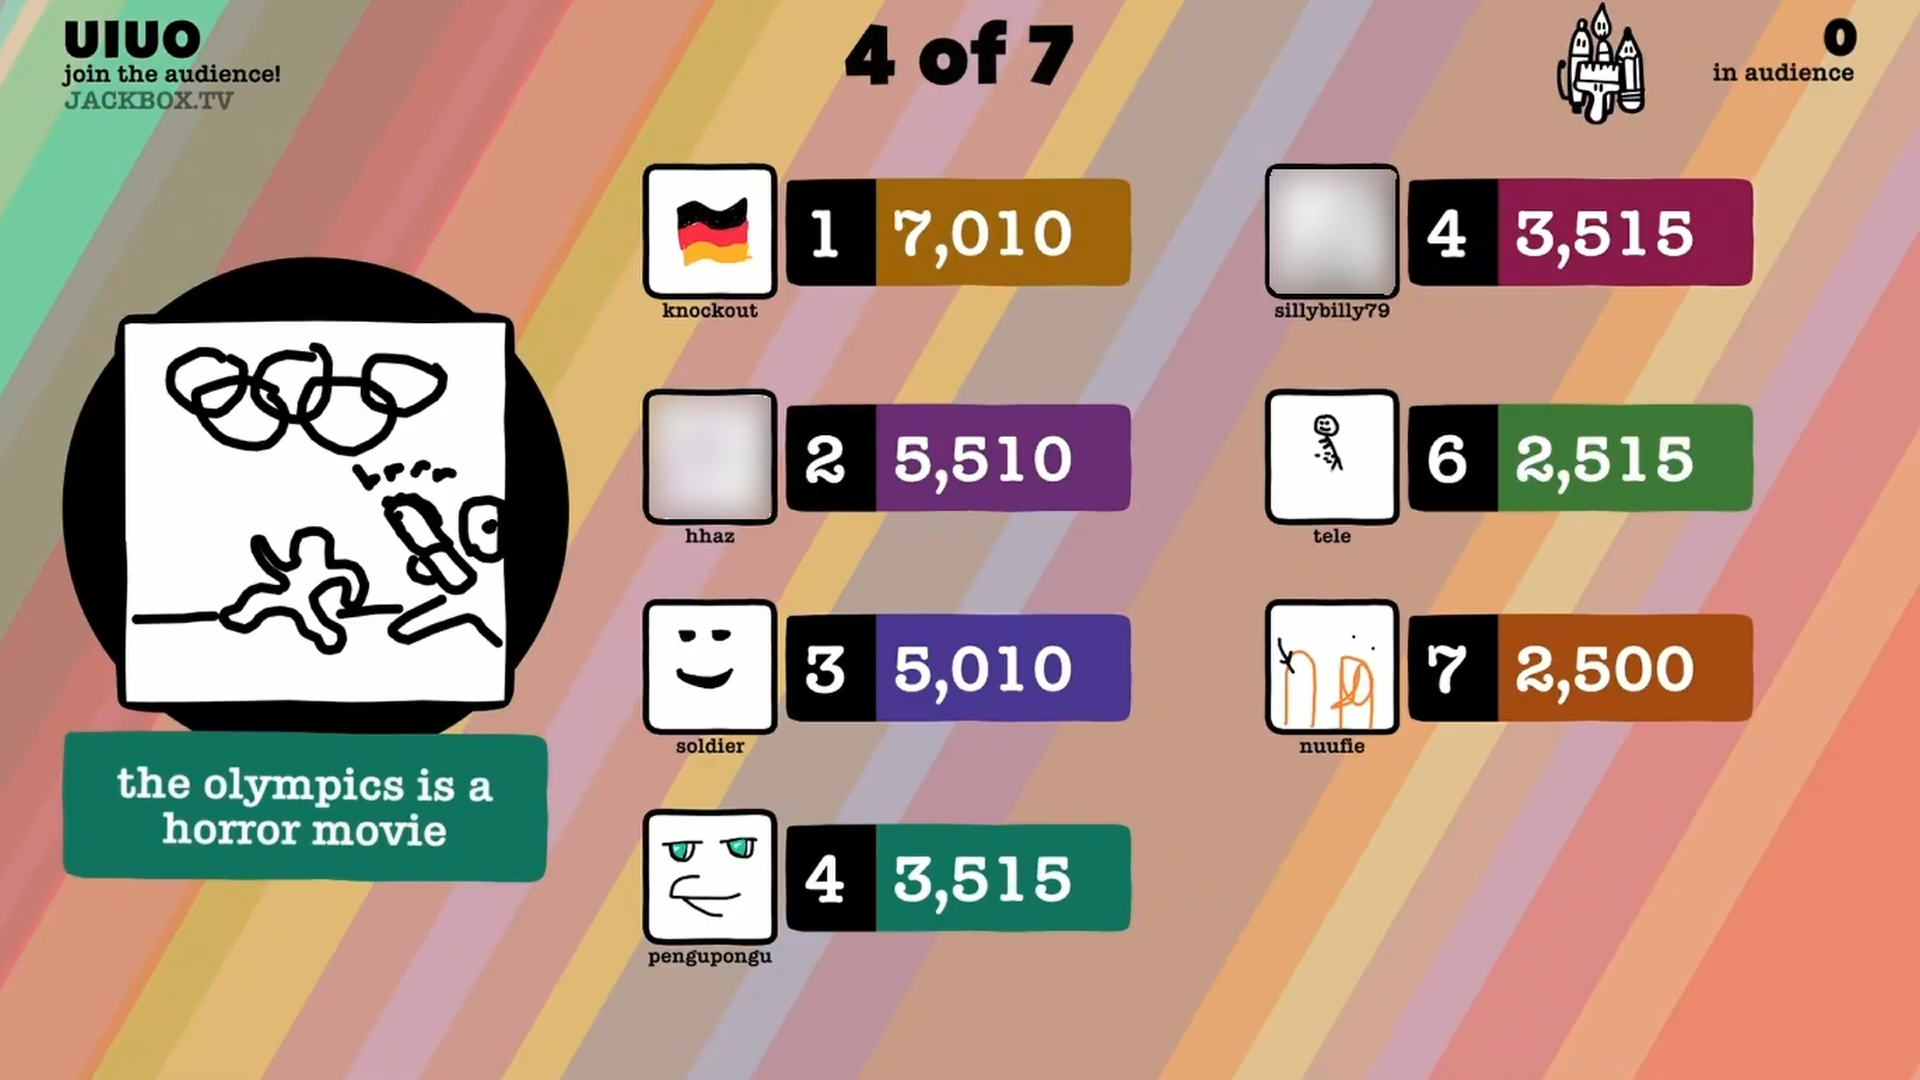 UIUO
join the audience!
JACKBOX.TV
4 of 7
0
in audience
1 7,010
knockout
4 3,515
sillybilly79
2 5,510
hhaz
6 2,515
tele
3 5,010
soldier
7 2,500
nuufie
4 3,515
pengupongu
the olympics is a
horror movie